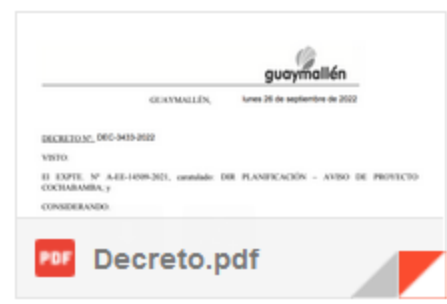 guaymallén
GUAYMALLÉN, lunes 26 de septiembre de 2022
DECRETO Nº. DEC-3433-2022
VISTO:
El EXPTE. Nº A-EE-14509-2021, caratulado: DIR PLANIFICACIÓN – AVISO DE PROYECTO
COCHABAMBA, y
CONSIDERANDO:
PDF Decreto.pdf